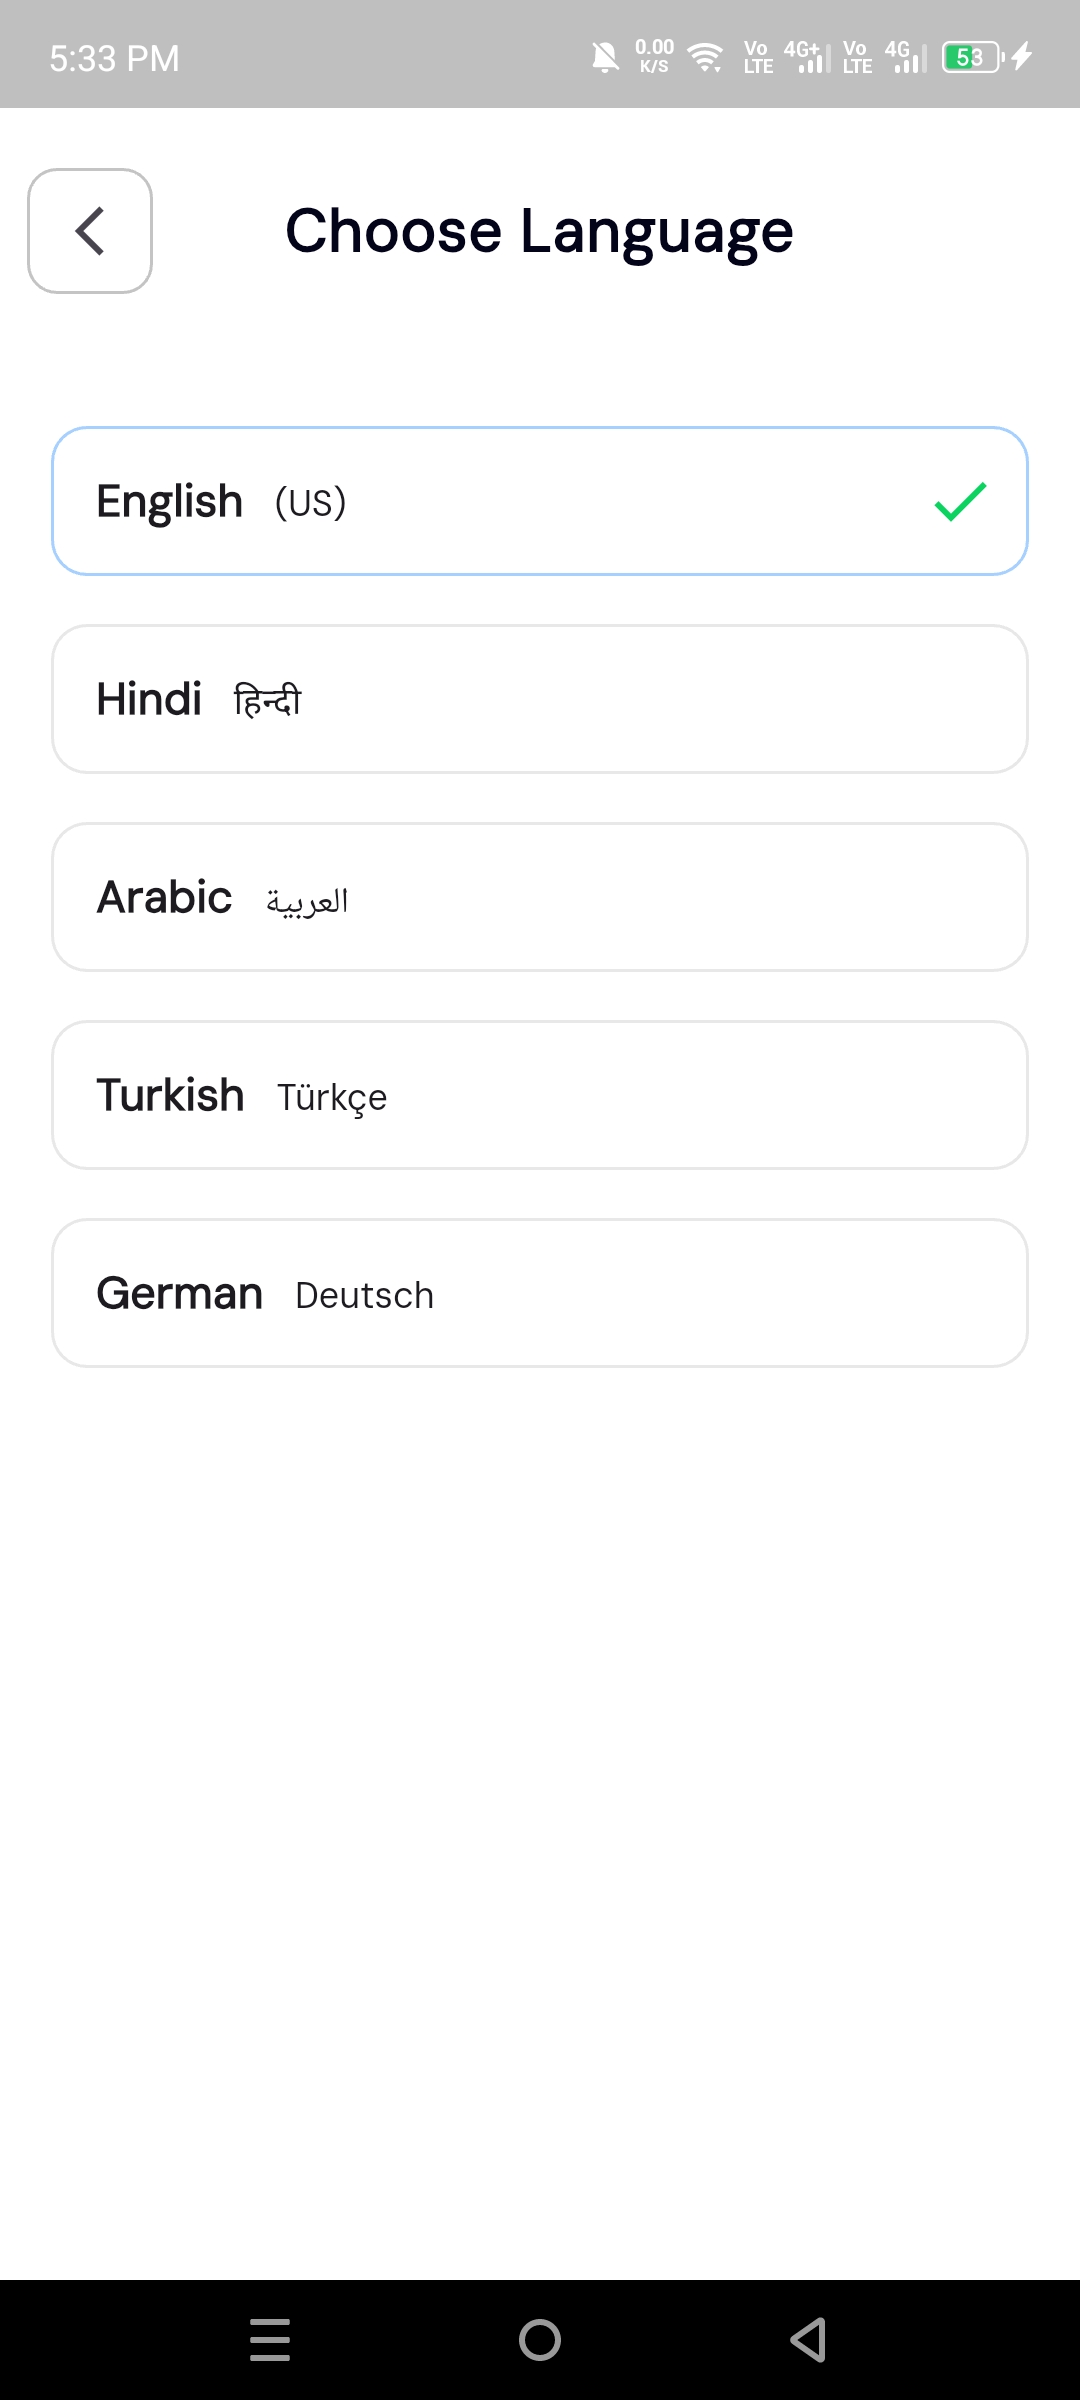 5:33 PM 0.00 K/S Vo LTE 4G+ Vo LTE 4G 53
Choose Language
English (US)
Hindi हिन्दी
Arabic العربية
Turkish Türkçe
German Deutsch